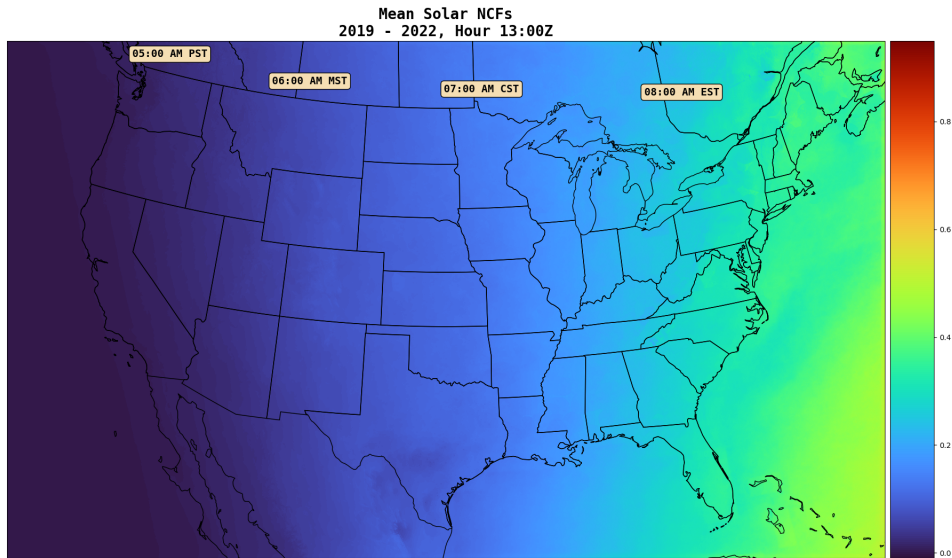 Mean Solar NCFs
2019 - 2022, Hour 13:00Z
05:00 AM PST
06:00 AM MST
07:00 AM CST
08:00 AM EST
0.8
0.6
0.4
0.2
0.0